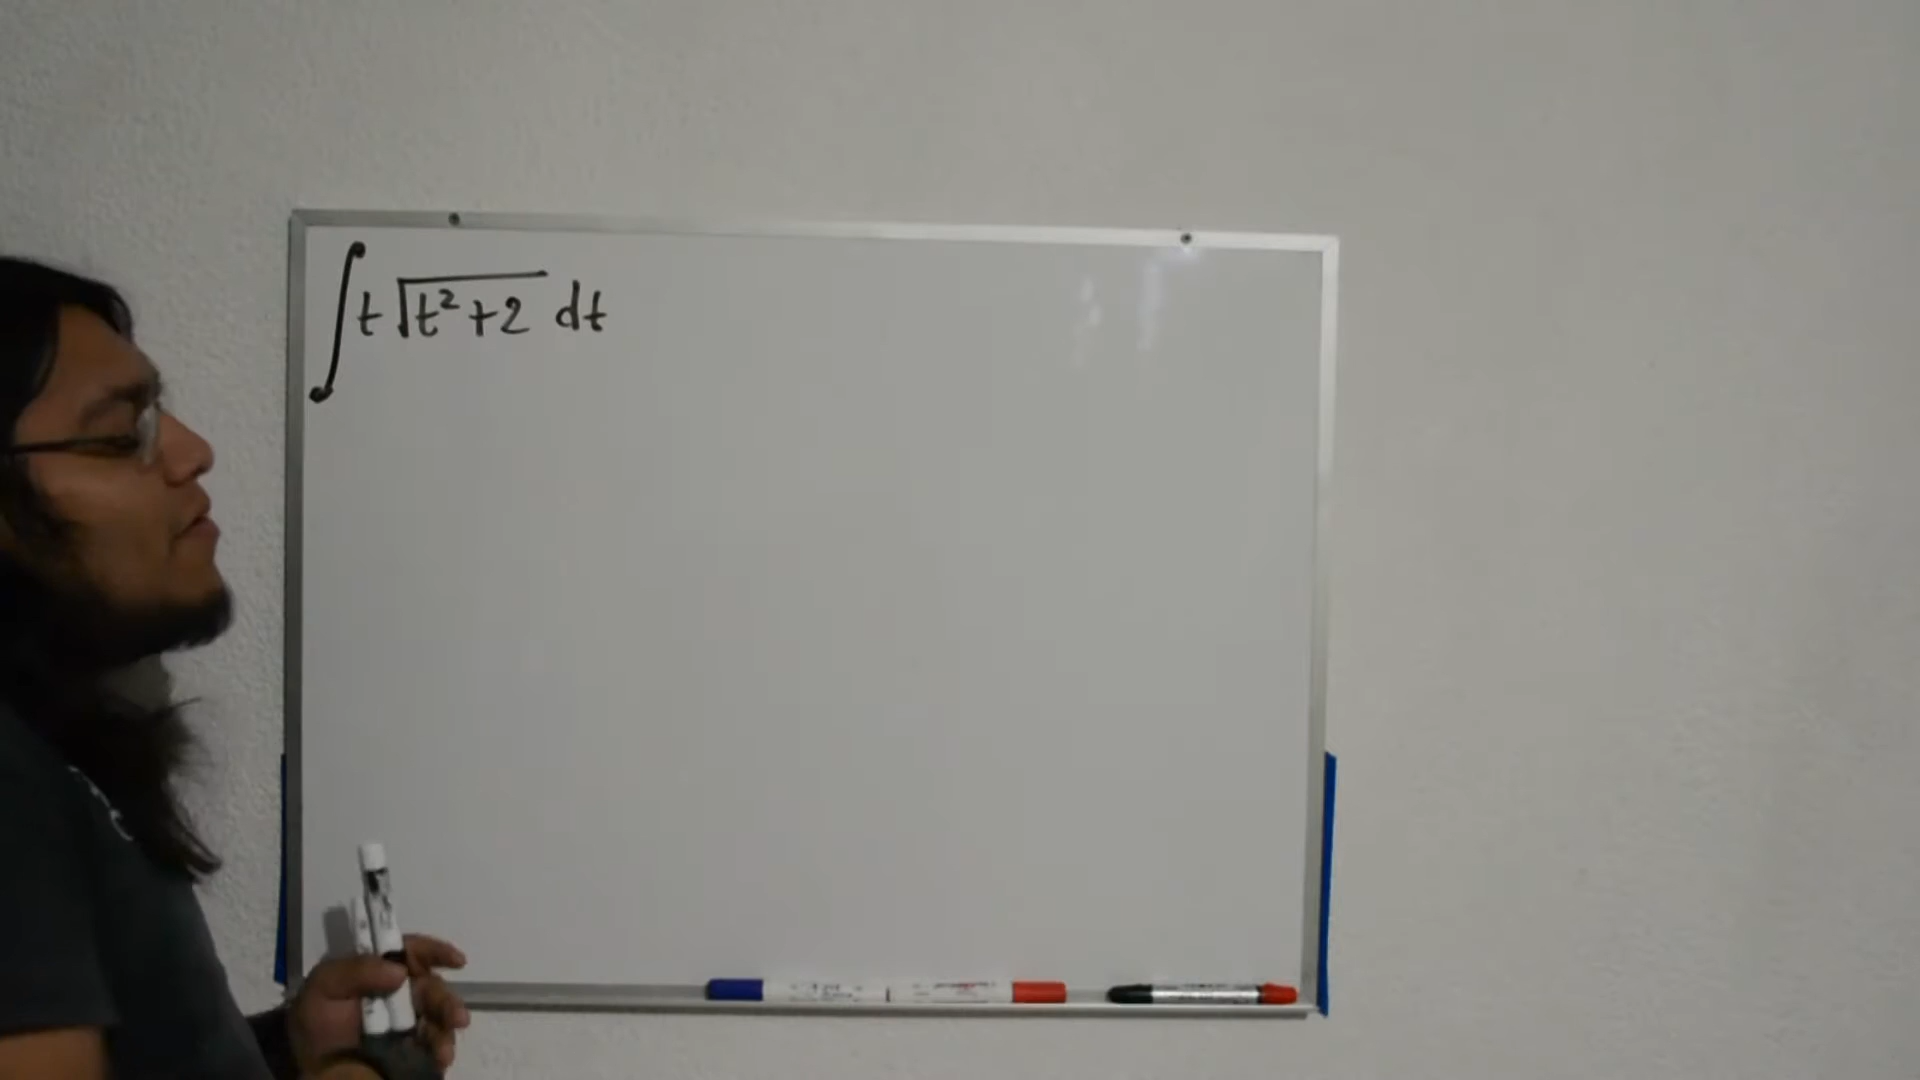 ∫ t √(t² + 2) dt